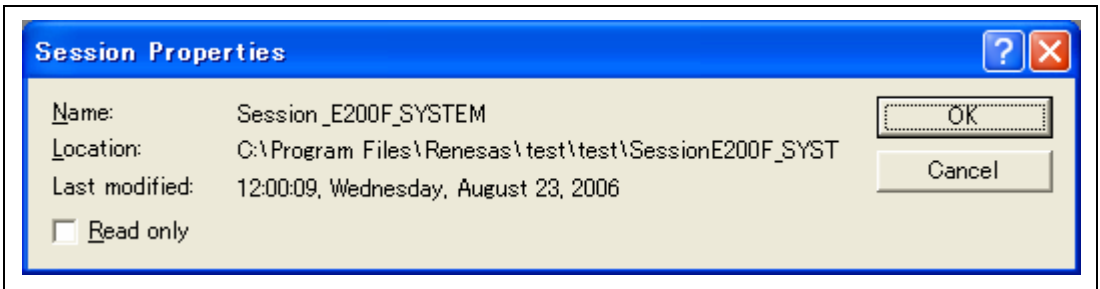 Session Properties
Name: Session_E200F_SYSTEM
OK
Location: C:\Program Files\Renesas\test\test\SessionE200F_SYST
Last modified: 12:00:09, Wednesday, August 23, 2006
Cancel
Read only